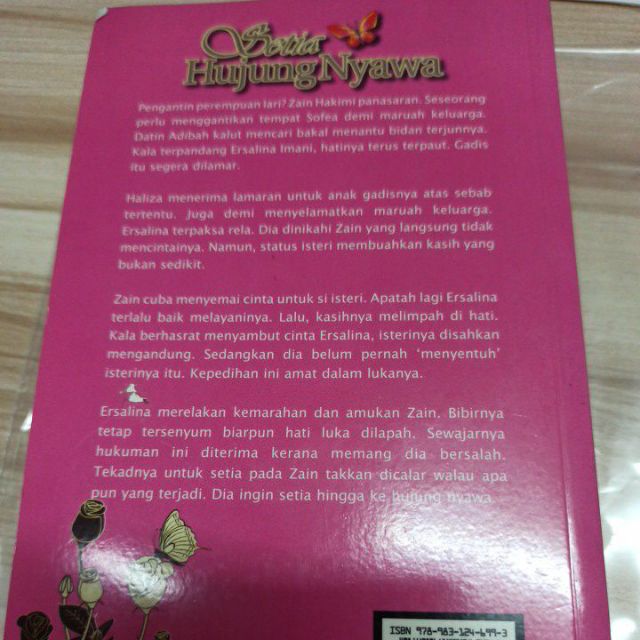 Setia
Hujung Nyawa
Pengantin perempuan lari? Zain Hakimi panasaran. Seseorang
perlu menggantikan tempat Sofea demi maruah keluarga.
Datin Adibah kalut mencari bakal menantu bidan terjunnya.
Kala terpandang Ersalina Imani, hatinya terus terpaut. Gadis
itu segera dilamar.
Haliza menerima lamaran untuk anak gadisnya atas sebab
tertentu. Juga demi menyelamatkan maruah keluarga.
Ersalina terpaksa rela. Dia dinikahi Zain yang langsung tidak
mencintainya. Namun, status isteri membuahkan kasih yang
bukan sedikit.
Zain cuba menyemai cinta untuk si isteri. Apatah lagi Ersalina
terlalu baik melayaninya. Lalu, kasihnya melimpah di hati.
Kala berhasrat menyambut cinta Ersalina, isterinya disahkan
mengandung. Sedangkan dia belum pernah 'menyentuh'
isterinya itu. Kepedihan ini amat dalam lukanya.
Ersalina merelakan kemarahan dan amukan Zain. Bibirnya
tetap tersenyum biarpun hati luka dilapah. Sewajarnya
hukuman ini diterima kerana memang dia bersalah.
Tekadnya untuk setia pada Zain takkan dicalar walau apa
pun yang terjadi. Dia ingin setia hingga ke hujung nyawa.
ISBN 978-983-124-699-3